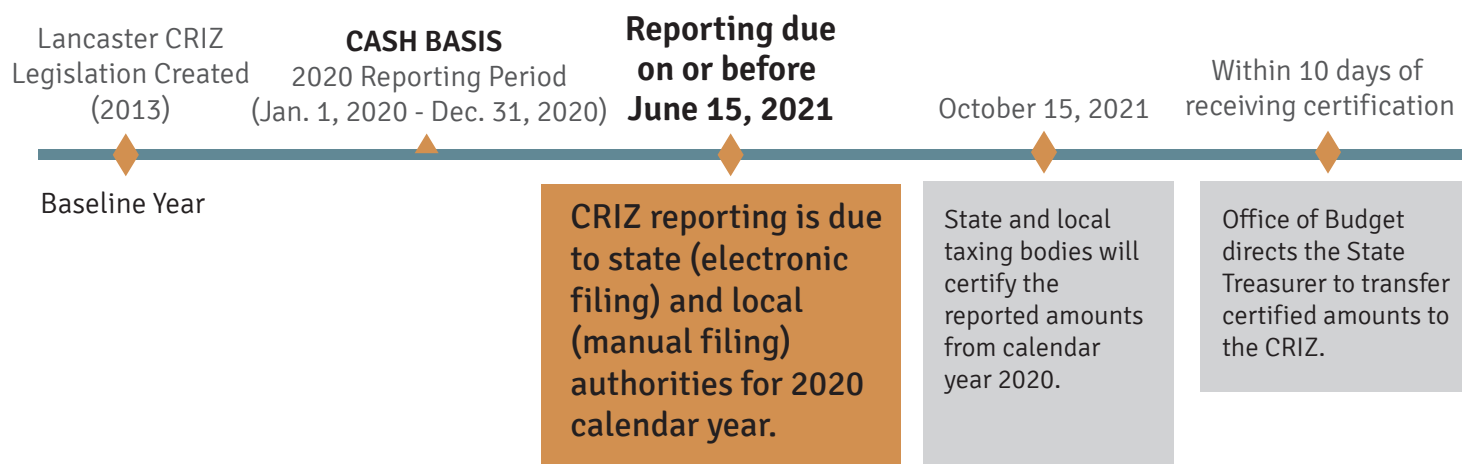 Lancaster CRIZ
Legislation Created
(2013)
Baseline Year
CASH BASIS
2020 Reporting Period
(Jan. 1, 2020 - Dec. 31, 2020)
Reporting due
on or before
June 15, 2021
CRIZ reporting is due
to state (electronic
filing) and local
(manual filing)
authorities for 2020
calendar year.
October 15, 2021
State and local
taxing bodies will
certify the
reported amounts
from calendar
year 2020.
Within 10 days of
receiving certification
Office of Budget
directs the State
Treasurer to transfer
certified amounts to
the CRIZ.